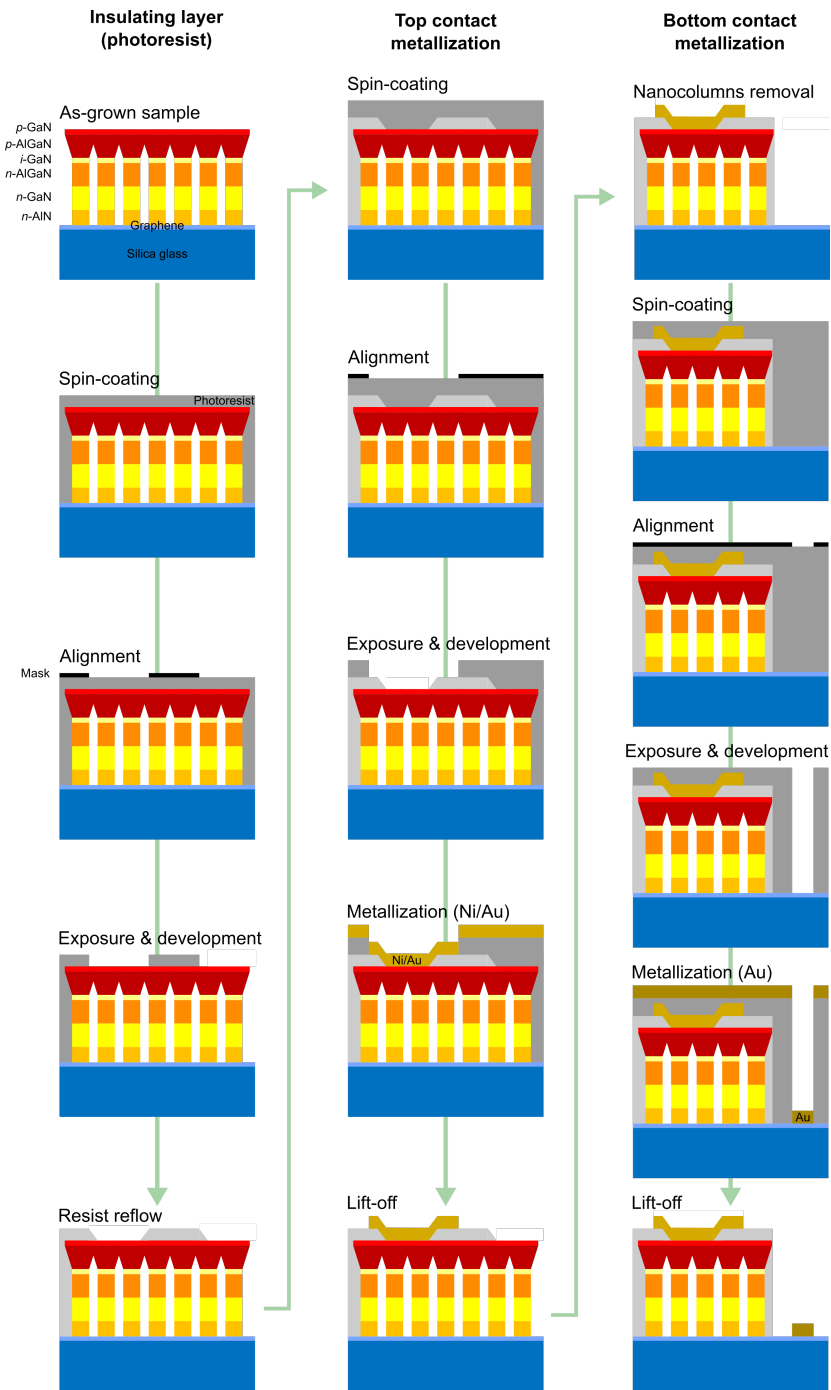 Insulating layer
(photoresist)
As-grown sample
p-GaN
p-AlGaN
i-GaN
n-AlGaN
n-GaN
n-AlN
Graphene
Silica glass
Spin-coating
Photoresist
Alignment
Mask
Exposure & development
Resist reflow
Top contact
metallization
Spin-coating
Alignment
Exposure & development
Metallization (Ni/Au)
Ni/Au
Lift-off
Bottom contact
metallization
Nanocolumns removal
Spin-coating
Alignment
Exposure & development
Metallization (Au)
Au
Lift-off